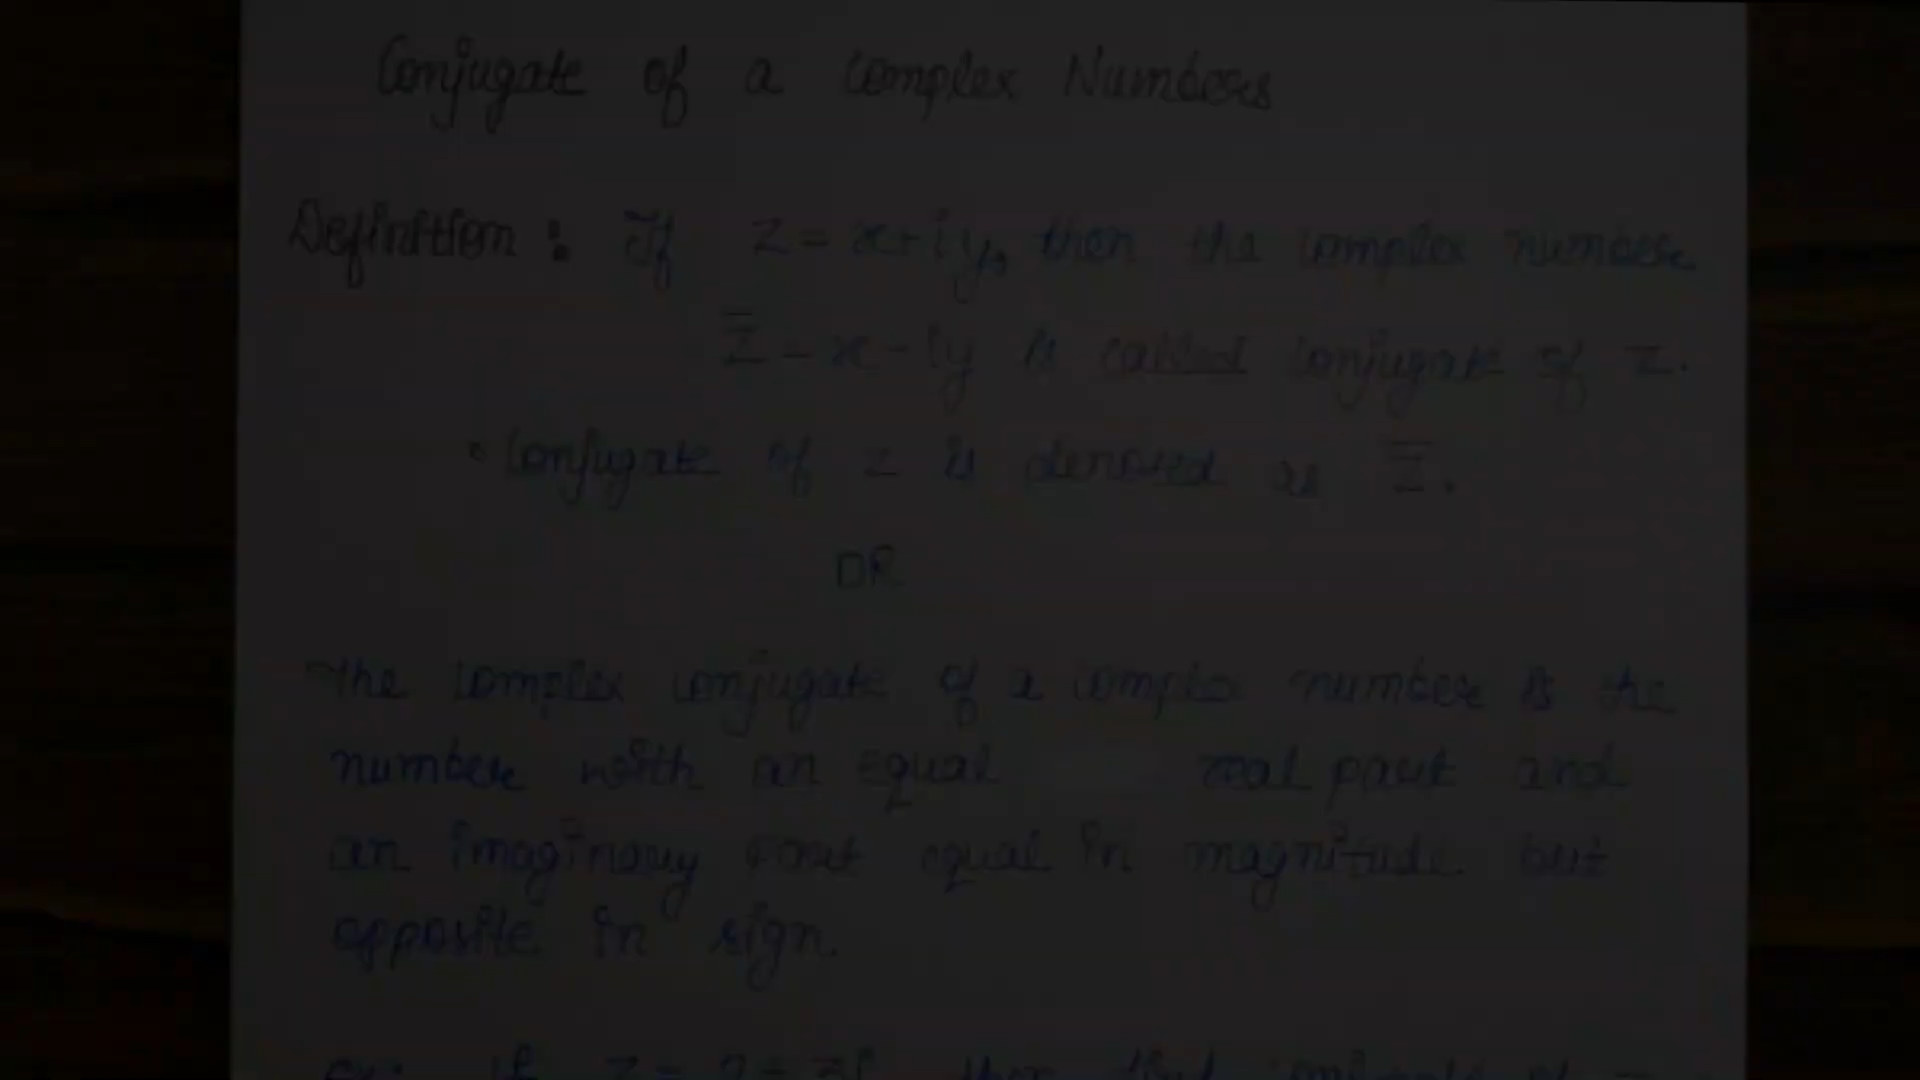 Conjugate of a complex Numbers
Definition : If z = x + iy, then the complex number
z̅ = x - iy is called conjugate of z.
• Conjugate of z is denoted as z̅.
OR
The complex conjugate of a complex number is the
number with an equal real part and
an imaginary part equal in magnitude but
opposite in sign.